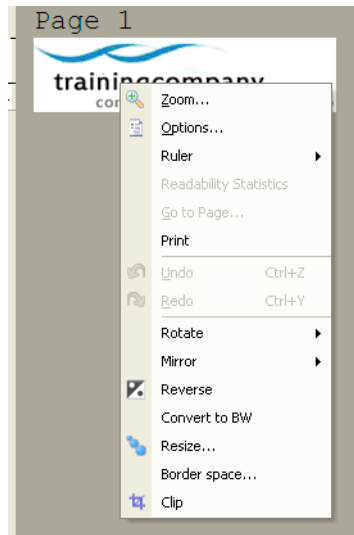 Page 1
trainingcompany
Zoom...
Options...
Ruler
Readability Statistics
Go to Page...
Print
Undo Ctrl+Z
Redo Ctrl+Y
Rotate
Mirror
Reverse
Convert to BW
Resize...
Border space...
Clip